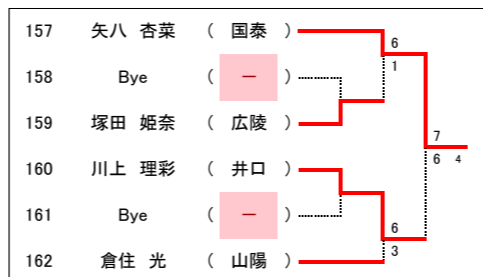 157 矢八 杏菜 ( 国泰 )
6
158 Bye ( － )
1
159 塚田 姫奈 ( 広陵 )
7
160 川上 理彩 ( 井口 )
6 4
161 Bye ( － )
6
3
162 倉住 光 ( 山陽 )